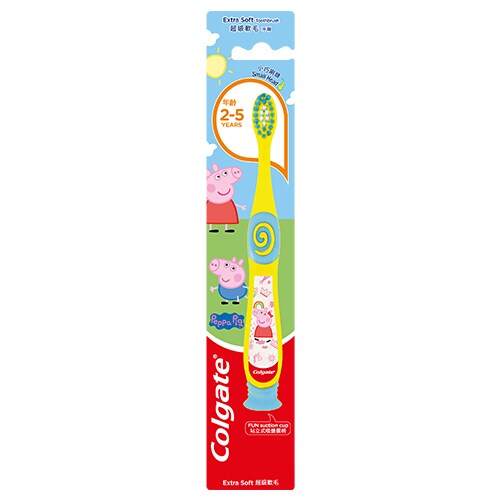 Extra Soft Toothbrush
超級軟毛 牙刷
小巧刷頭
Small Head
年齡
2-5
YEARS
Peppa Pig
Colgate
Colgate®
FUN suction cup
站立式吸盤握柄
Extra Soft 超級軟毛